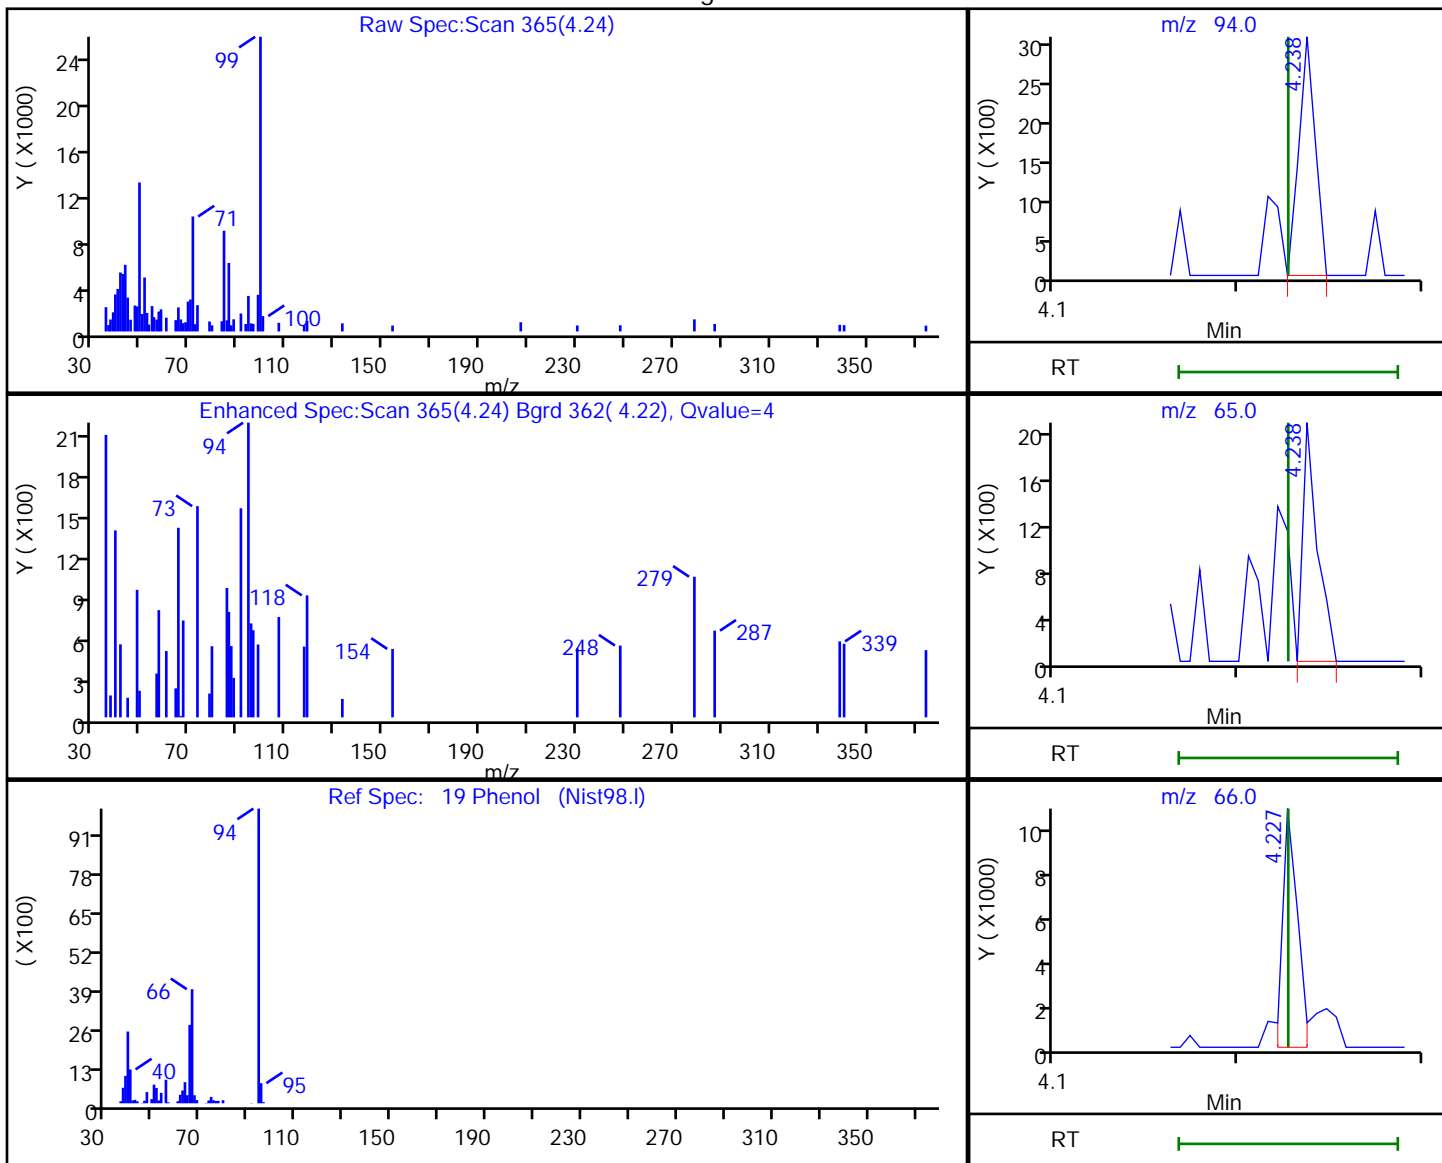 Raw Spec:Scan 365(4.24)
Y ( X1000)
24
20
16
12
8
4
0
99
71
100
30 70 110 150 190 230 270 310 350
m/z
m/z 94.0
Y ( X100)
30
25
20
15
10
5
0
4.238
4.1
Min
RT
Enhanced Spec:Scan 365(4.24) Bgrd 362( 4.22), Qvalue=4
Y ( X100)
21
18
15
12
9
6
3
0
94
73
118
154
248
279
287
339
30 70 110 150 190 230 270 310 350
m/z
m/z 65.0
Y ( X100)
20
16
12
8
4
0
4.238
4.1
Min
RT
Ref Spec: 19 Phenol (Nist98.l)
( X100)
91
78
65
52
39
26
13
0
94
66
40
95
30 70 110 150 190 230 270 310 350
m/z 66.0
Y ( X1000)
10
8
6
4
2
0
4.227
4.1
Min
RT